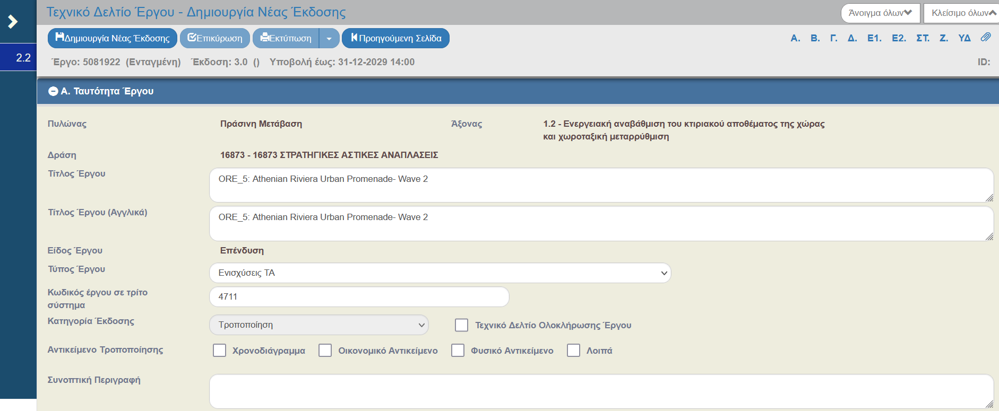 Τεχνικό Δελτίο Έργου - Δημιουργία Νέας Έκδοσης
Άνοιγμα όλων Κλείσιμο όλων
Δημιουργία Νέας Έκδοσης Επικύρωση Εκτύπωση Προηγούμενη Σελίδα
Α. Β. Γ. Δ. Ε1. Ε2. ΣΤ. Ζ. ΥΔ
2.2
Έργο: 5081922 (Ενταγμένη) Έκδοση: 3.0 () Υποβολή έως: 31-12-2029 14:00 ID:
Α. Ταυτότητα Έργου
Πυλώνας Πράσινη Μετάβαση Άξονας 1.2 - Ενεργειακή αναβάθμιση του κτιριακού αποθέματος της χώρας
και χωροταξική μεταρρύθμιση
Δράση 16873 - 16873 ΣΤΡΑΤΗΓΙΚΕΣ ΑΣΤΙΚΕΣ ΑΝΑΠΛΑΣΕΙΣ
Τίτλος Έργου ORE_5: Athenian Riviera Urban Promenade- Wave 2
Τίτλος Έργου (Αγγλικά) ORE_5: Athenian Riviera Urban Promenade- Wave 2
Είδος Έργου Επένδυση
Τύπος Έργου Ενισχύσεις ΤΑ
Κωδικός έργου σε τρίτο
σύστημα 4711
Κατηγορία Έκδοσης Τροποποίηση Τεχνικό Δελτίο Ολοκλήρωσης Έργου
Αντικείμενο Τροποποίησης Χρονοδιάγραμμα Οικονομικό Αντικείμενο Φυσικό Αντικείμενο Λοιπά
Συνοπτική Περιγραφή